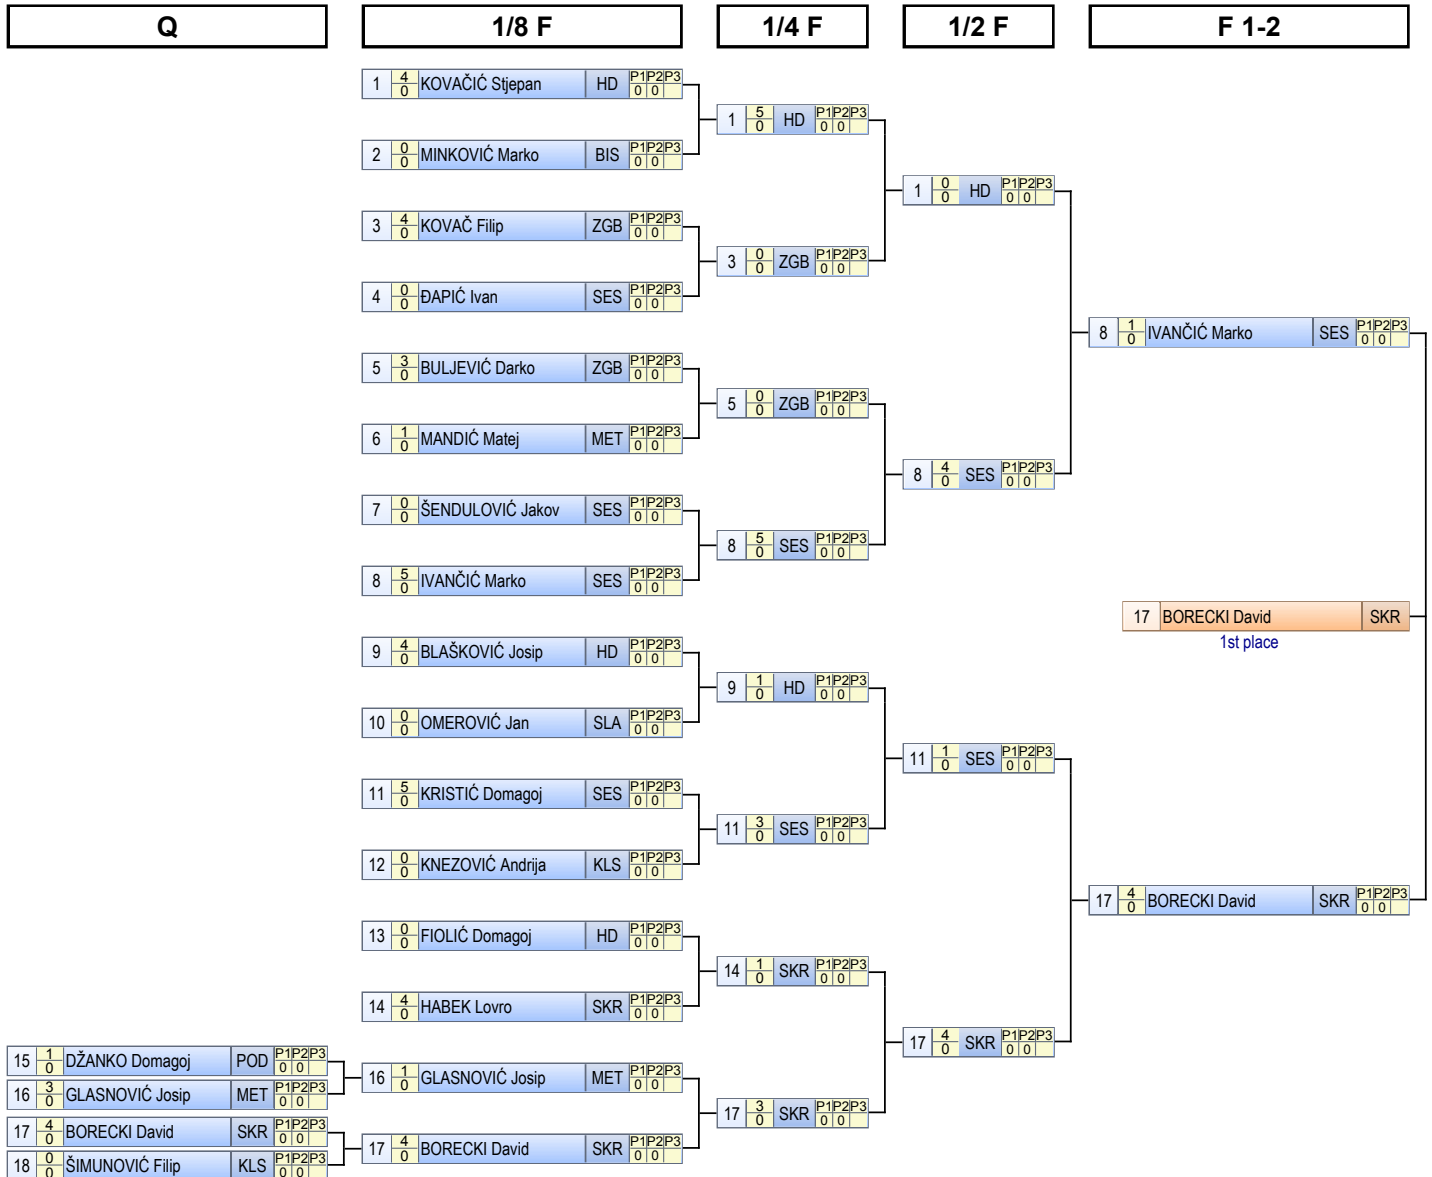 Q 1/8 F 1/4 F 1/2 F F 1-2
1 4 0 KOVAČIĆ Stjepan HD P1 P2 P3 0 0
1 5 0 HD P1 P2 P3 0 0
2 0 0 MINKOVIĆ Marko BIS P1 P2 P3 0 0
1 0 0 HD P1 P2 P3 0 0
3 4 0 KOVAČ Filip ZGB P1 P2 P3 0 0
3 0 0 ZGB P1 P2 P3 0 0
4 0 0 ĐAPIĆ Ivan SES P1 P2 P3 0 0
8 1 0 IVANČIĆ Marko SES P1 P2 P3 0 0
5 3 0 BULJEVIĆ Darko ZGB P1 P2 P3 0 0
5 0 0 ZGB P1 P2 P3 0 0
6 1 0 MANDIĆ Matej MET P1 P2 P3 0 0
8 4 0 SES P1 P2 P3 0 0
7 0 0 ŠENDULOVIĆ Jakov SES P1 P2 P3 0 0
8 5 0 SES P1 P2 P3 0 0
8 5 0 IVANČIĆ Marko SES P1 P2 P3 0 0
17 BORECKI David SKR
1st place
9 4 0 BLAŠKOVIĆ Josip HD P1 P2 P3 0 0
9 1 0 HD P1 P2 P3 0 0
10 0 0 OMEROVIĆ Jan SLA P1 P2 P3 0 0
11 1 0 SES P1 P2 P3 0 0
11 5 0 KRISTIĆ Domagoj SES P1 P2 P3 0 0
11 3 0 SES P1 P2 P3 0 0
12 0 0 KNEZOVIĆ Andrija KLS P1 P2 P3 0 0
17 4 0 BORECKI David SKR P1 P2 P3 0 0
13 0 0 FIOLIĆ Domagoj HD P1 P2 P3 0 0
14 1 0 SKR P1 P2 P3 0 0
14 4 0 HABEK Lovro SKR P1 P2 P3 0 0
17 4 0 SKR P1 P2 P3 0 0
15 1 0 DŽANKO Domagoj POD P1 P2 P3 0 0
16 1 0 GLASNOVIĆ Josip MET P1 P2 P3 0 0
16 3 0 GLASNOVIĆ Josip MET P1 P2 P3 0 0
17 3 0 SKR P1 P2 P3 0 0
17 4 0 BORECKI David SKR P1 P2 P3 0 0
17 4 0 BORECKI David SKR P1 P2 P3 0 0
18 0 0 ŠIMUNOVIĆ Filip KLS P1 P2 P3 0 0